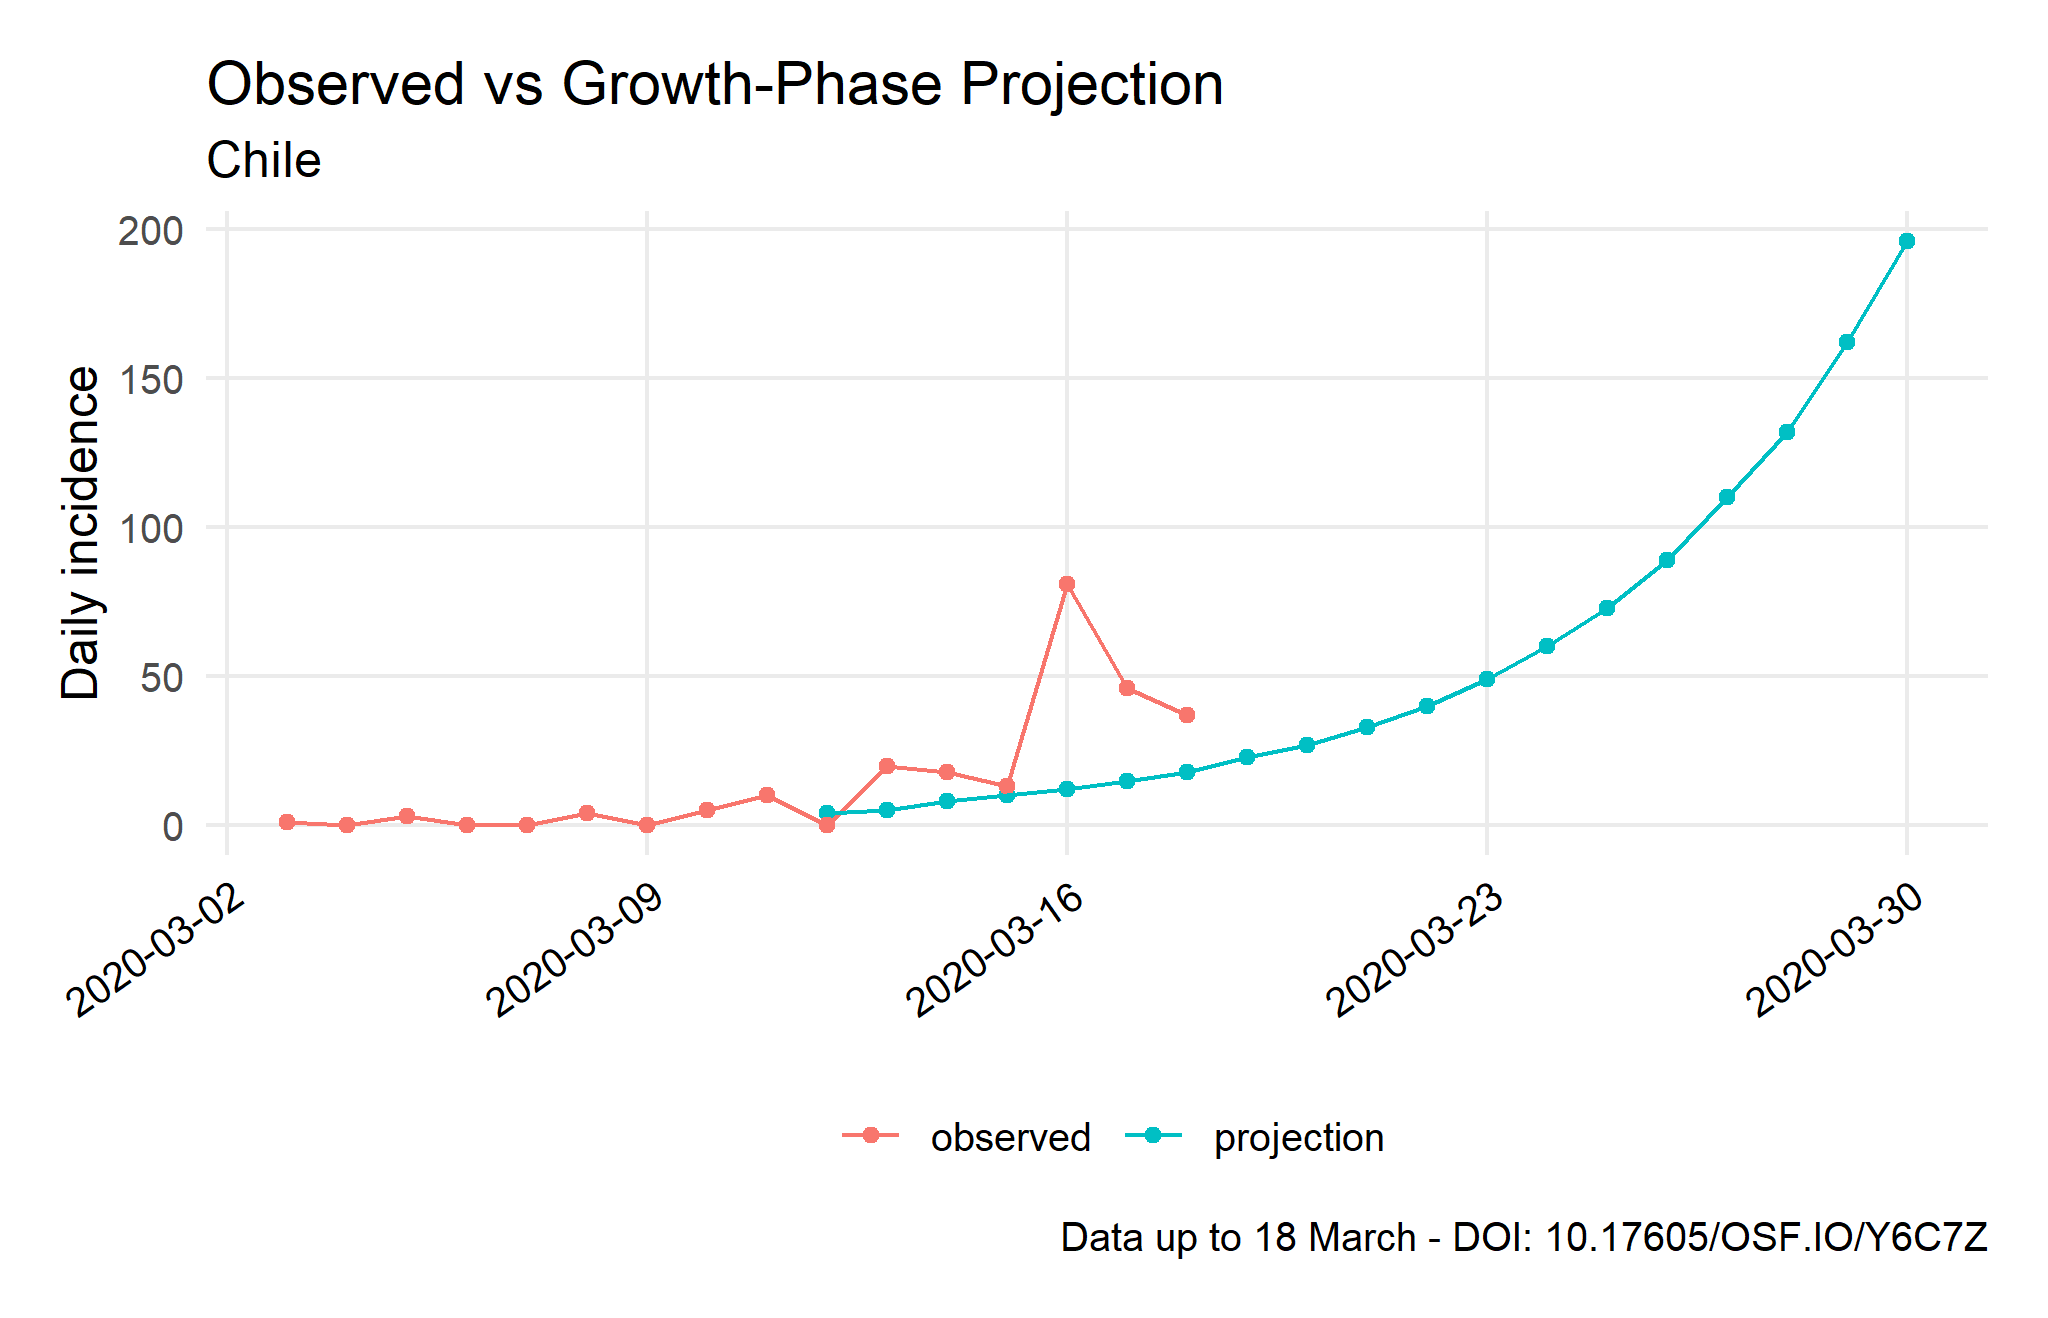 Observed vs Growth-Phase Projection
Chile
Daily incidence
200
150
100
50
0
2020-03-02
2020-03-09
2020-03-16
2020-03-23
2020-03-30
observed
projection
Data up to 18 March - DOI: 10.17605/OSF.IO/Y6C7Z